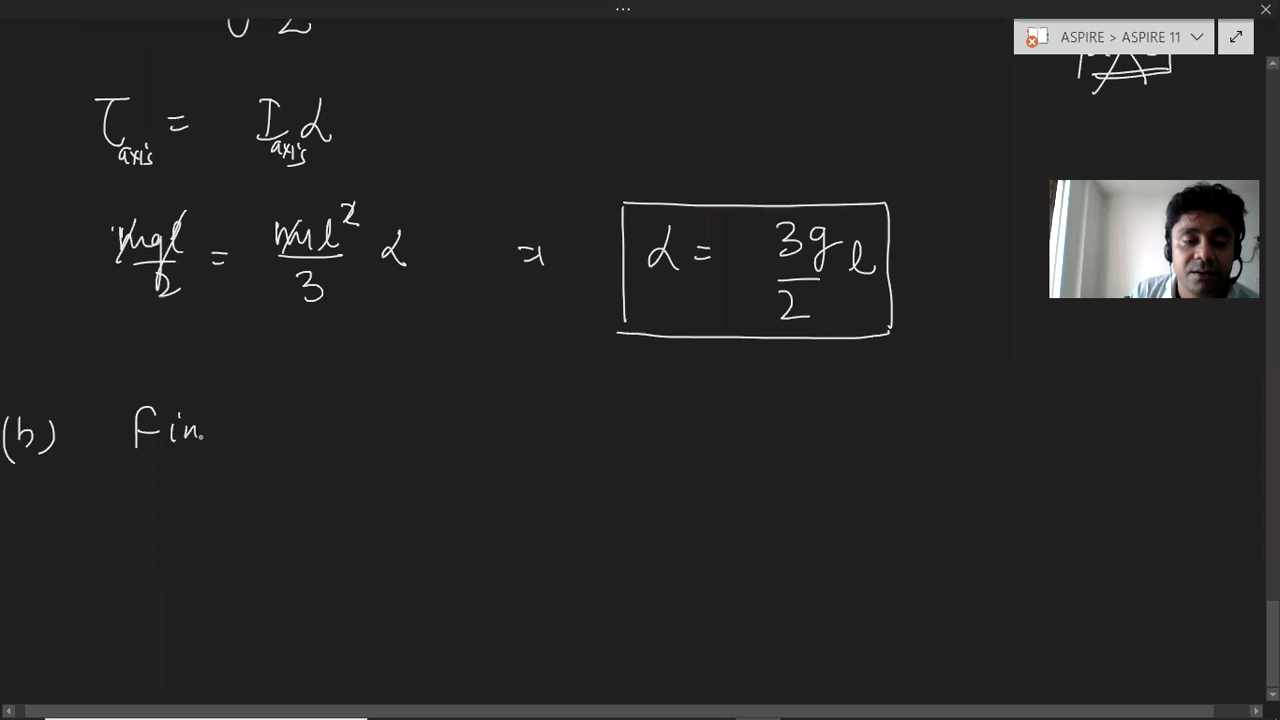 ASPIRE > ASPIRE 11
τ_axis = I_axis α
mgl/2 = ml²/3 α ⇒ α = 3g/2 l
(b) Fin